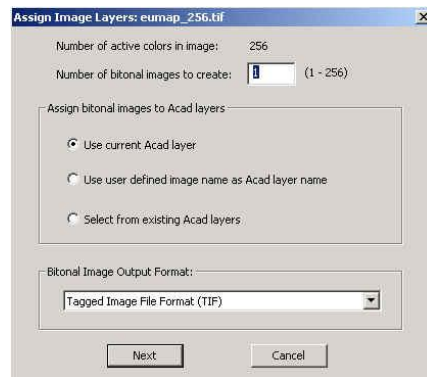 Assign Image Layers: eumap_256.tif
Number of active colors in image: 256
Number of bitonal images to create: 1 (1 - 256)
Assign bitonal images to Acad layers
Use current Acad layer
Use user defined image name as Acad layer name
Select from existing Acad layers
Bitonal Image Output Format:
Tagged Image File Format (TIF)
Next Cancel